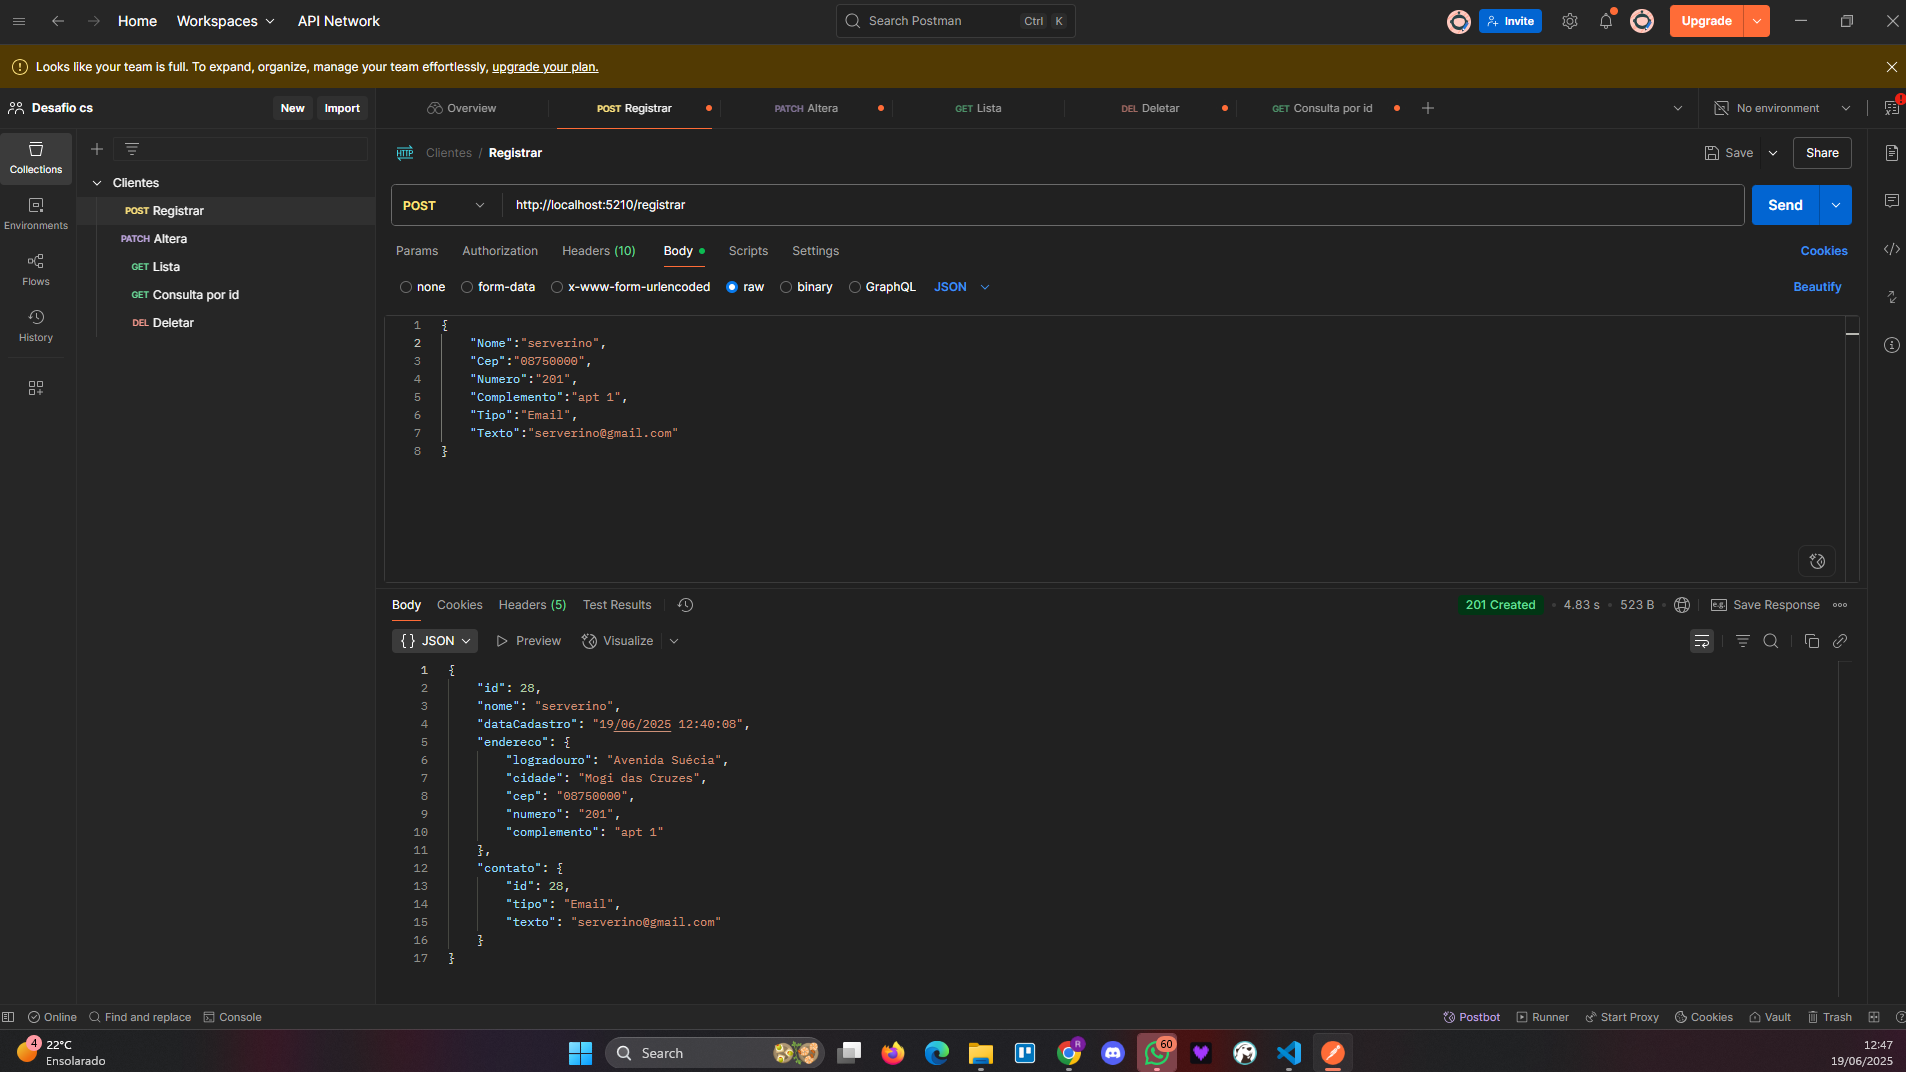 Home Workspaces API Network Search Postman Ctrl K Invite Upgrade
Looks like your team is full. To expand, organize, manage your team effortlessly, upgrade your plan.
Desafio cs New Import Overview POST Registrar PATCH Altera GET Lista DEL Deletar GET Consulta por id No environment
Collections
Environments
Flows
History
Clientes
POST Registrar
PATCH Altera
GET Lista
GET Consulta por id
DEL Deletar
HTTP Clientes / Registrar Save Share
POST http://localhost:5210/registrar Send
Params Authorization Headers (10) Body Scripts Settings Cookies
none form-data x-www-form-urlencoded raw binary GraphQL JSON Beautify
1 {
2 "Nome":"serverino",
3 "Cep":"08750000",
4 "Numero":"201",
5 "Complemento":"apt 1",
6 "Tipo":"Email",
7 "Texto":"serverino@gmail.com"
8 }
Body Cookies Headers (5) Test Results 201 Created 4.83 s 523 B e.g. Save Response
{} JSON Preview Visualize
1 {
2 "id": 28,
3 "nome": "serverino",
4 "dataCadastro": "19/06/2025 12:40:08",
5 "endereco": {
6 "logradouro": "Avenida Suécia",
7 "cidade": "Mogi das Cruzes",
8 "cep": "08750000",
9 "numero": "201",
10 "complemento": "apt 1"
11 },
12 "contato": {
13 "id": 28,
14 "tipo": "Email",
15 "texto": "serverino@gmail.com"
16 }
17 }
Online Find and replace Console Postbot Runner Start Proxy Cookies Vault Trash
4 22°C
Ensolarado
Search
R
60
12:47
19/06/2025